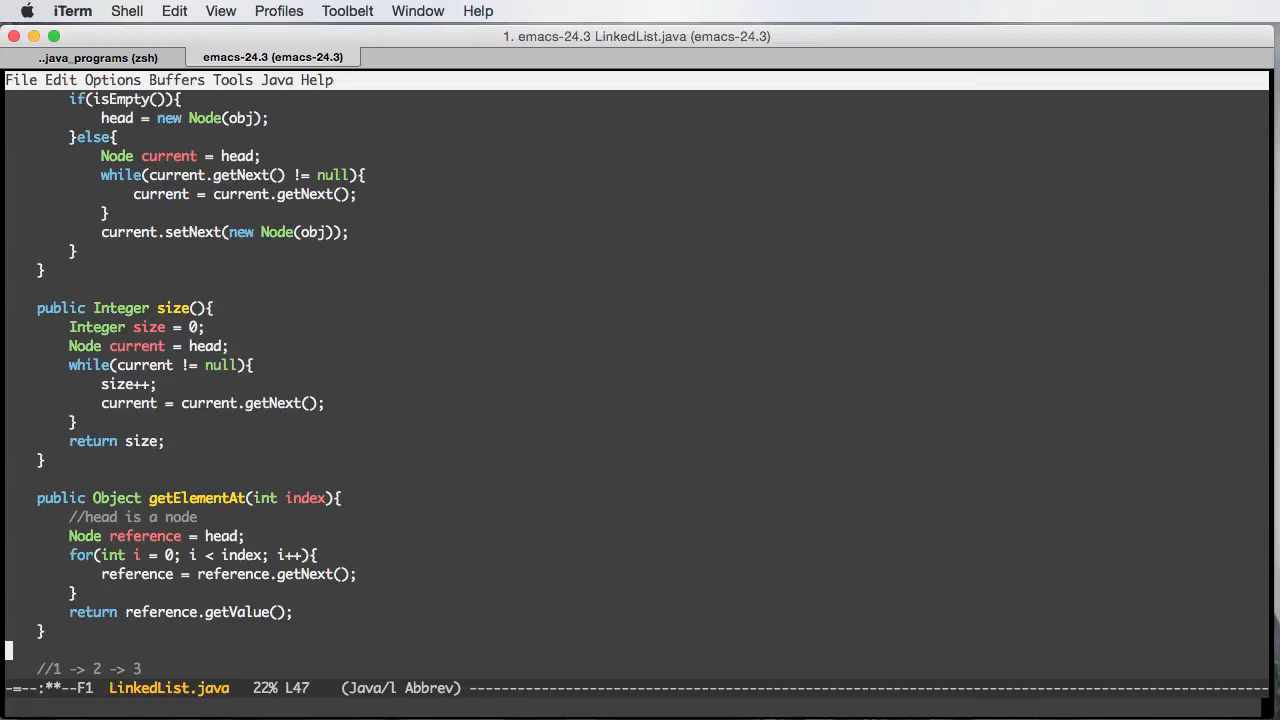 iTerm Shell Edit View Profiles Toolbelt Window Help
1. emacs-24.3 LinkedList.java (emacs-24.3)
..java_programs (zsh) emacs-24.3 (emacs-24.3)
File Edit Options Buffers Tools Java Help
if(isEmpty()){
head = new Node(obj);
}else{
Node current = head;
while(current.getNext() != null){
current = current.getNext();
}
current.setNext(new Node(obj));
}
}
public Integer size(){
Integer size = 0;
Node current = head;
while(current != null){
size++;
current = current.getNext();
}
return size;
}
public Object getElementAt(int index){
//head is a node
Node reference = head;
for(int i = 0; i < index; i++){
reference = reference.getNext();
}
return reference.getValue();
}
//1 -> 2 -> 3
-=--:**--F1 LinkedList.java 22% L47 (Java/l Abbrev) ----------------------------------------------------------------------------------------------------